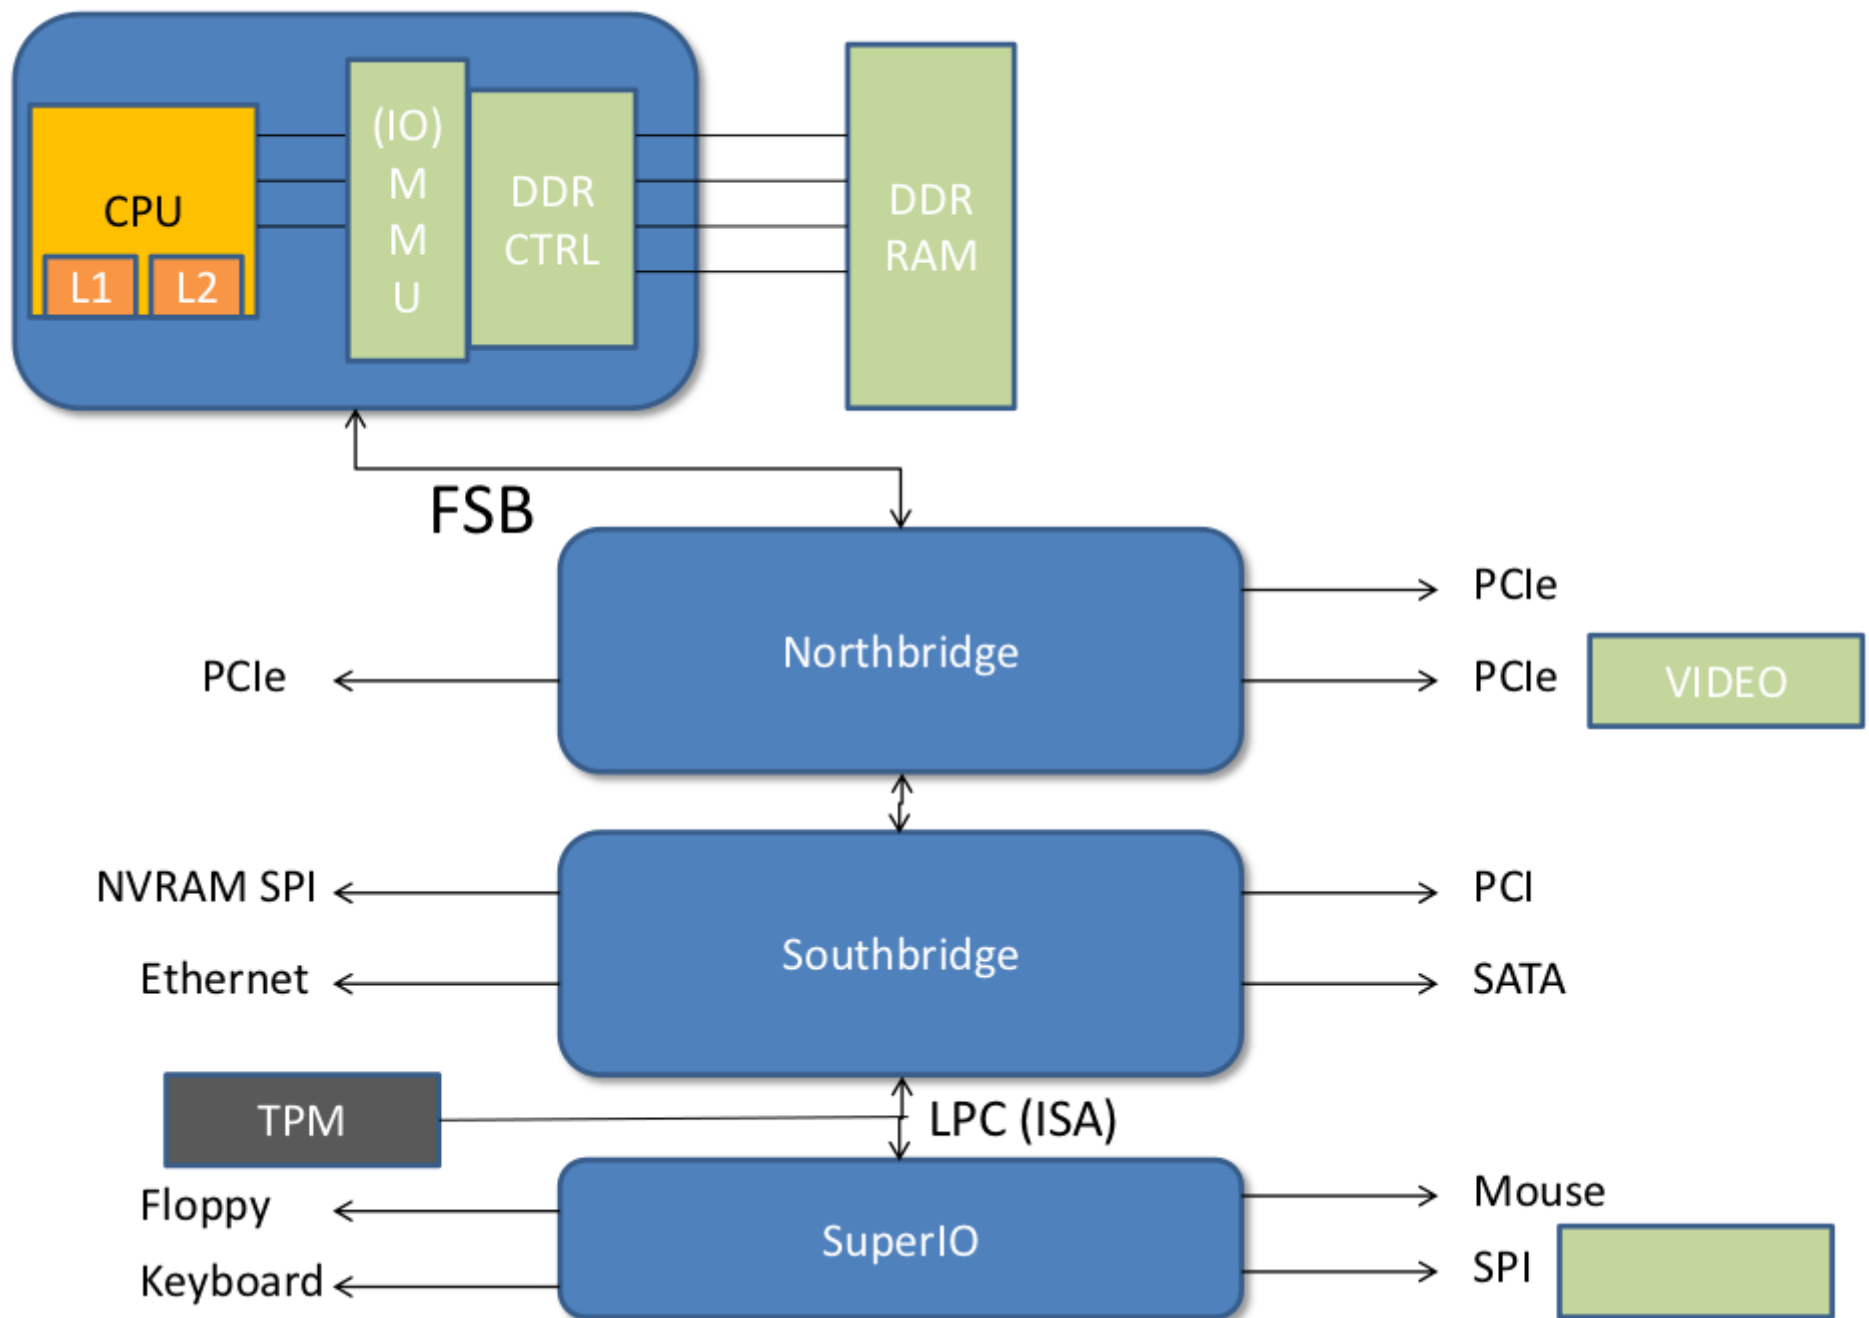 CPU
L1
L2
(IO)
M
M
U
DDR
CTRL
DDR
RAM
FSB
Northbridge
PCIe
PCIe
PCIe
VIDEO
Southbridge
NVRAM SPI
Ethernet
PCI
SATA
TPM
LPC (ISA)
SuperIO
Floppy
Keyboard
Mouse
SPI